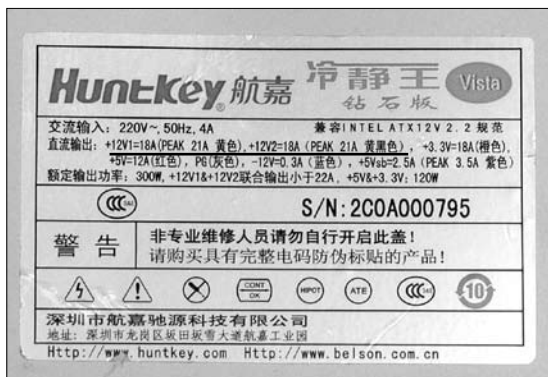 Huntkey® 航嘉 冷静王 钻石版 Vista
交流输入: 220V~, 50Hz, 4A 兼容INTEL ATX12V 2.2 规范
直流输出: +12V1=18A(PEAK 21A 黄色), +12V2=18A (PEAK 21A 黄黑色), +3.3V=18A(橙色),
+5V=12A(红色), PG(灰色), -12V=0.3A (蓝色), +5Vsb=2.5A (PEAK 3.5A 紫色)
额定输出功率: 300W, +12V1&+12V2联合输出小于22A, +5V&+3.3V: 120W
S/N: 2C0A000795
警告
非专业维修人员请勿自行开启此盖!
请购买具有完整电码防伪标贴的产品!
CONT OK HIPOT ATE 10
深圳市航嘉驰源科技有限公司
地址: 深圳市龙岗区坂田坂雪大道航嘉工业园
Http://www.huntkey.com Http://www.belson.com.cn